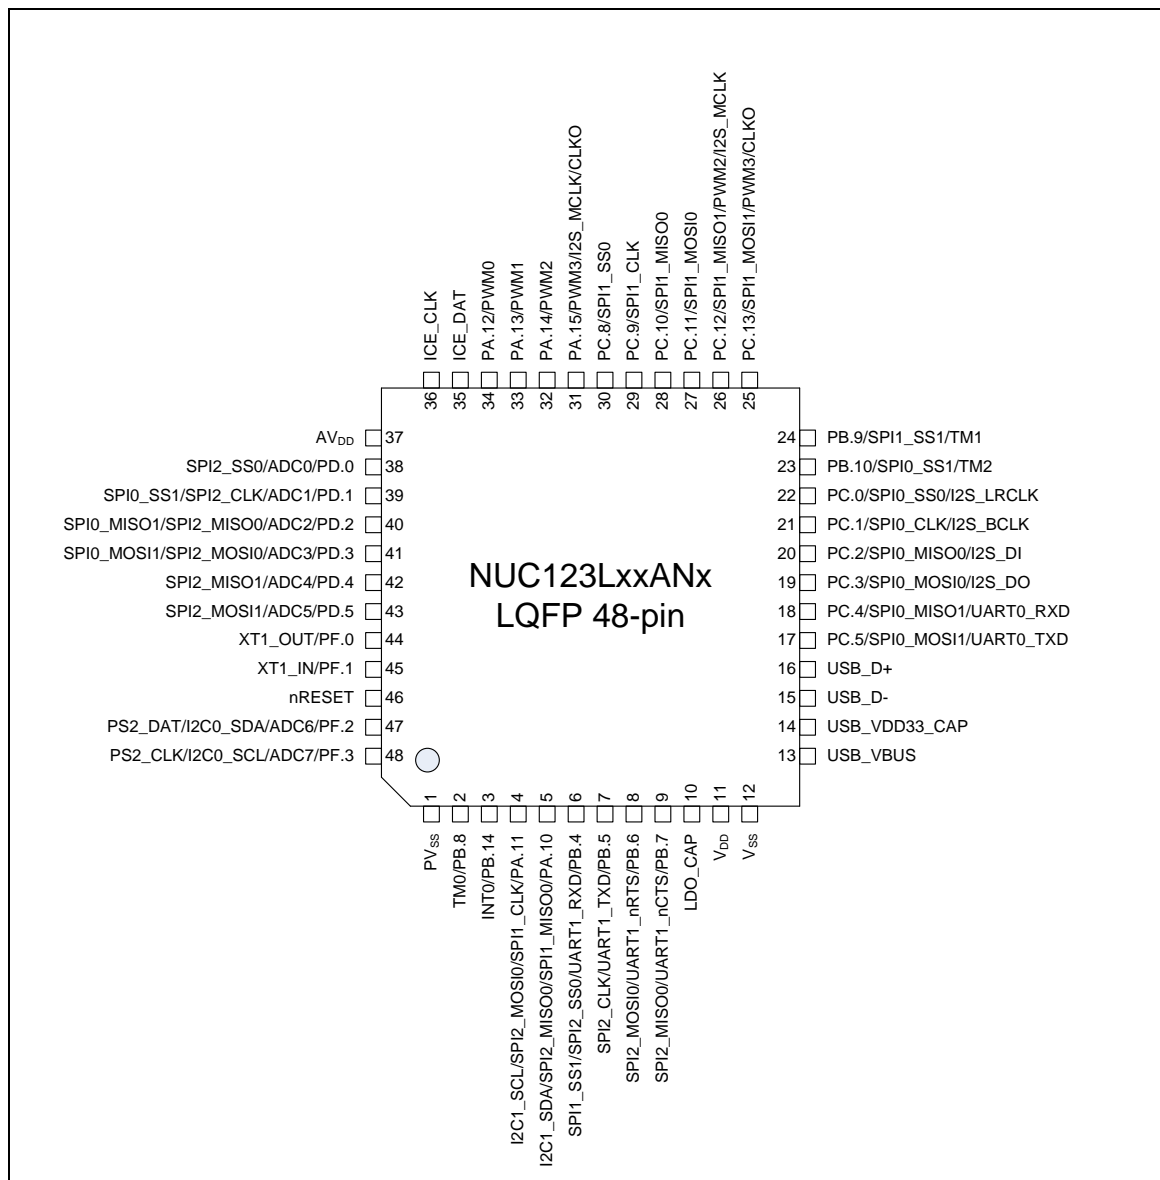 PC.12/SPI1_MISO1/PWM2/I2S_MCLK
PC.13/SPI1_MOSI1/PWM3/CLKO
PA.15/PWM3/I2S_MCLK/CLKO
PC.8/SPI1_SS0
PC.9/SPI1_CLK
PC.10/SPI1_MISO0
PC.11/SPI1_MOSI0
ICE_CLK
ICE_DAT
PA.12/PWM0
PA.13/PWM1
PA.14/PWM2
36 35 34 33 32 31 30 29 28 27 26 25
AVDD 37
SPI2_SS0/ADC0/PD.0 38
SPI0_SS1/SPI2_CLK/ADC1/PD.1 39
SPI0_MISO1/SPI2_MISO0/ADC2/PD.2 40
SPI0_MOSI1/SPI2_MOSI0/ADC3/PD.3 41
SPI2_MISO1/ADC4/PD.4 42
SPI2_MOSI1/ADC5/PD.5 43
XT1_OUT/PF.0 44
XT1_IN/PF.1 45
nRESET 46
PS2_DAT/I2C0_SDA/ADC6/PF.2 47
PS2_CLK/I2C0_SCL/ADC7/PF.3 48
NUC123LxxANx
LQFP 48-pin
24 PB.9/SPI1_SS1/TM1
23 PB.10/SPI0_SS1/TM2
22 PC.0/SPI0_SS0/I2S_LRCLK
21 PC.1/SPI0_CLK/I2S_BCLK
20 PC.2/SPI0_MISO0/I2S_DI
19 PC.3/SPI0_MOSI0/I2S_DO
18 PC.4/SPI0_MISO1/UART0_RXD
17 PC.5/SPI0_MOSI1/UART0_TXD
16 USB_D+
15 USB_D-
14 USB_VDD33_CAP
13 USB_VBUS
1 2 3 4 5 6 7 8 9 10 11 12
PVSS
TM0/PB.8
INT0/PB.14
I2C1_SCL/SPI2_MOSI0/SPI1_CLK/PA.11
I2C1_SDA/SPI2_MISO0/SPI1_MISO0/PA.10
SPI1_SS1/SPI2_SS0/UART1_RXD/PB.4
SPI2_CLK/UART1_TXD/PB.5
SPI2_MOSI0/UART1_nRTS/PB.6
SPI2_MISO0/UART1_nCTS/PB.7
LDO_CAP
VDD
VSS